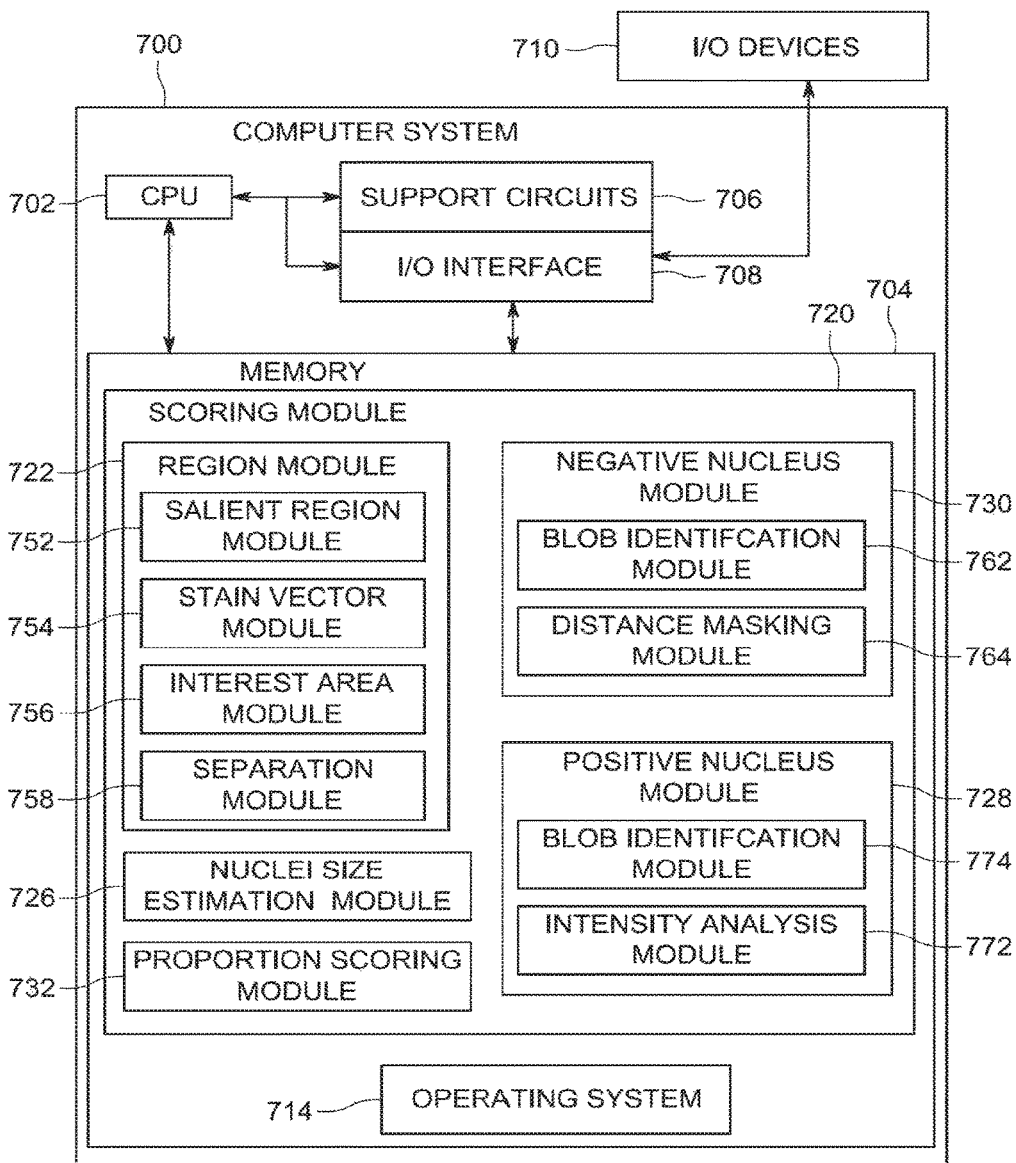 710
I/O DEVICES
700
COMPUTER SYSTEM
702
CPU
SUPPORT CIRCUITS
706
I/O INTERFACE
708
704
720
MEMORY
SCORING MODULE
722
REGION MODULE
752
SALIENT REGION
MODULE
754
STAIN VECTOR
MODULE
756
INTEREST AREA
MODULE
758
SEPARATION
MODULE
726
NUCLEI SIZE
ESTIMATION MODULE
732
PROPORTION SCORING
MODULE
NEGATIVE NUCLEUS
MODULE
730
BLOB IDENTIFCATION
MODULE
762
DISTANCE MASKING
MODULE
764
POSITIVE NUCLEUS
MODULE
728
BLOB IDENTIFCATION
MODULE
774
INTENSITY ANALYSIS
MODULE
772
714
OPERATING SYSTEM